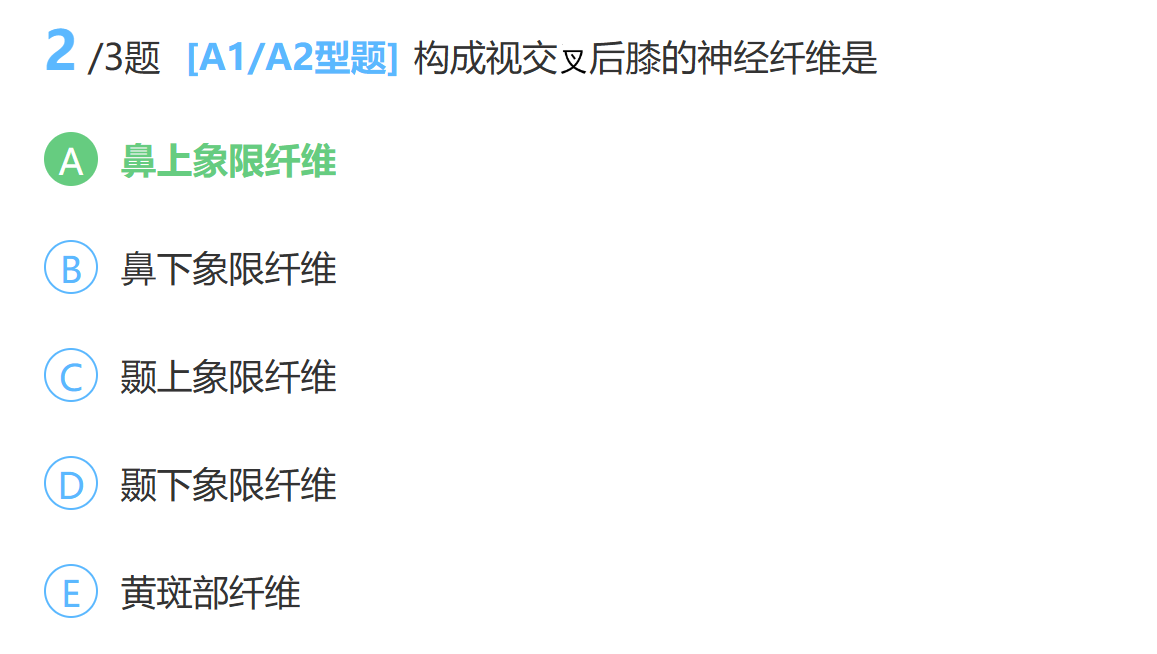 2 /3题 [A1/A2型题] 构成视交叉后膝的神经纤维是
A 鼻上象限纤维
B 鼻下象限纤维
C 颞上象限纤维
D 颞下象限纤维
E 黄斑部纤维